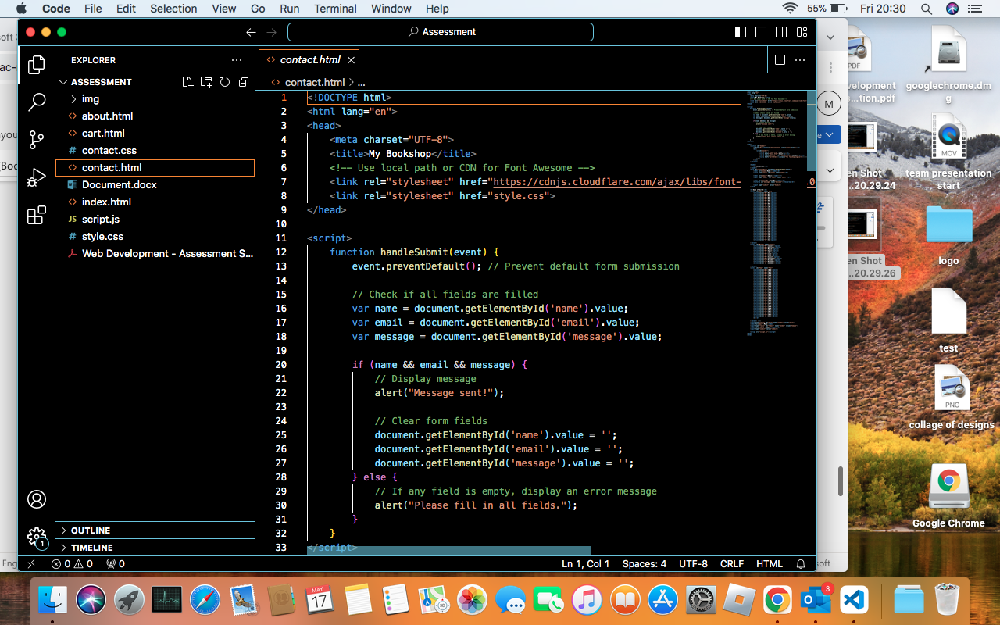 Code File Edit Selection View Go Run Terminal Window Help 55% Fri 20:30
Assessment
EXPLORER
ASSESSMENT
img
about.html
cart.html
contact.css
contact.html
Document.docx
index.html
script.js
style.css
Web Development - Assessment S...
OUTLINE
TIMELINE
contact.html
contact.html > ...
1 <!DOCTYPE html>
2 <html lang="en">
3 <head>
4 <meta charset="UTF-8">
5 <title>My Bookshop</title>
6 <!-- Use local path or CDN for Font Awesome -->
7 <link rel="stylesheet" href="https://cdnjs.cloudflare.com/ajax/libs/font-
8 <link rel="stylesheet" href="style.css">
9 </head>
10
11 <script>
12 function handleSubmit(event) {
13 event.preventDefault(); // Prevent default form submission
14
15 // Check if all fields are filled
16 var name = document.getElementById('name').value;
17 var email = document.getElementById('email').value;
18 var message = document.getElementById('message').value;
19
20 if (name && email && message) {
21 // Display message
22 alert("Message sent!");
23
24 // Clear form fields
25 document.getElementById('name').value = '';
26 document.getElementById('email').value = '';
27 document.getElementById('message').value = '';
28 } else {
29 // If any field is empty, display an error message
30 alert("Please fill in all fields.");
31 }
32 }
33 </script>
0 0 0 Ln 1, Col 1 Spaces: 4 UTF-8 CRLF HTML
1
M
PDF
velopment
...tion.pdf
googlechrome.dm
g
MOV
en Shot
...20.29.24
team presentation
start
en Shot
...20.29.26
logo
test
PNG
collage of designs
Google Chrome
MAY
17
3